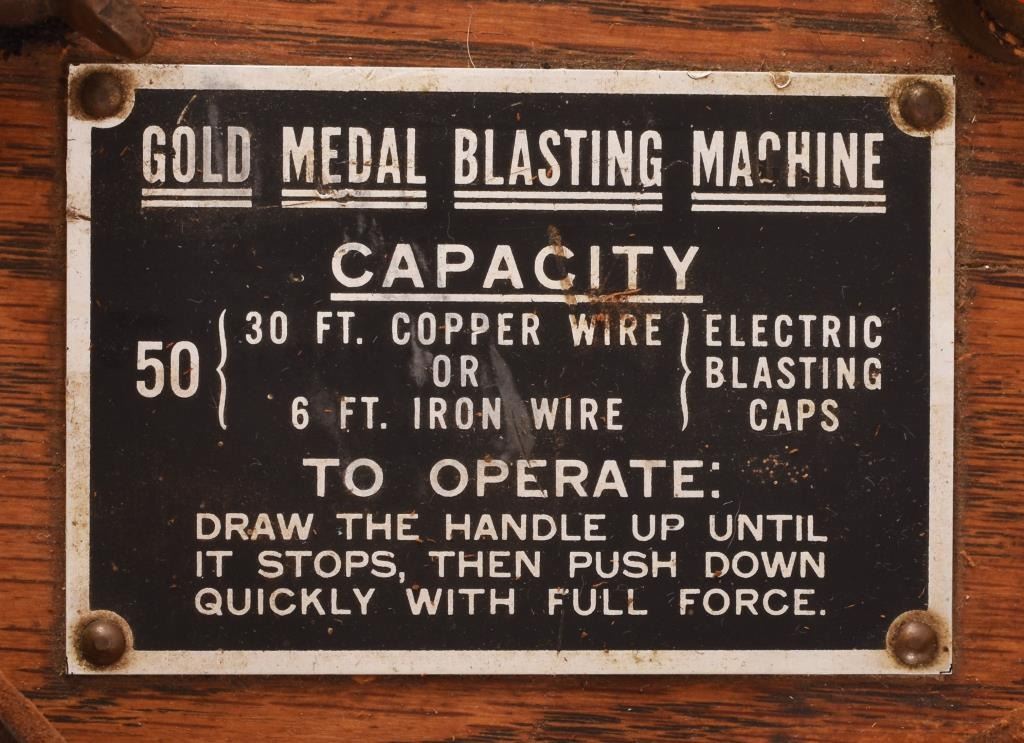 GOLD MEDAL BLASTING MACHINE
CAPACITY
50 { 30 FT. COPPER WIRE } ELECTRIC
OR BLASTING
6 FT. IRON WIRE CAPS
TO OPERATE:
DRAW THE HANDLE UP UNTIL
IT STOPS, THEN PUSH DOWN
QUICKLY WITH FULL FORCE.